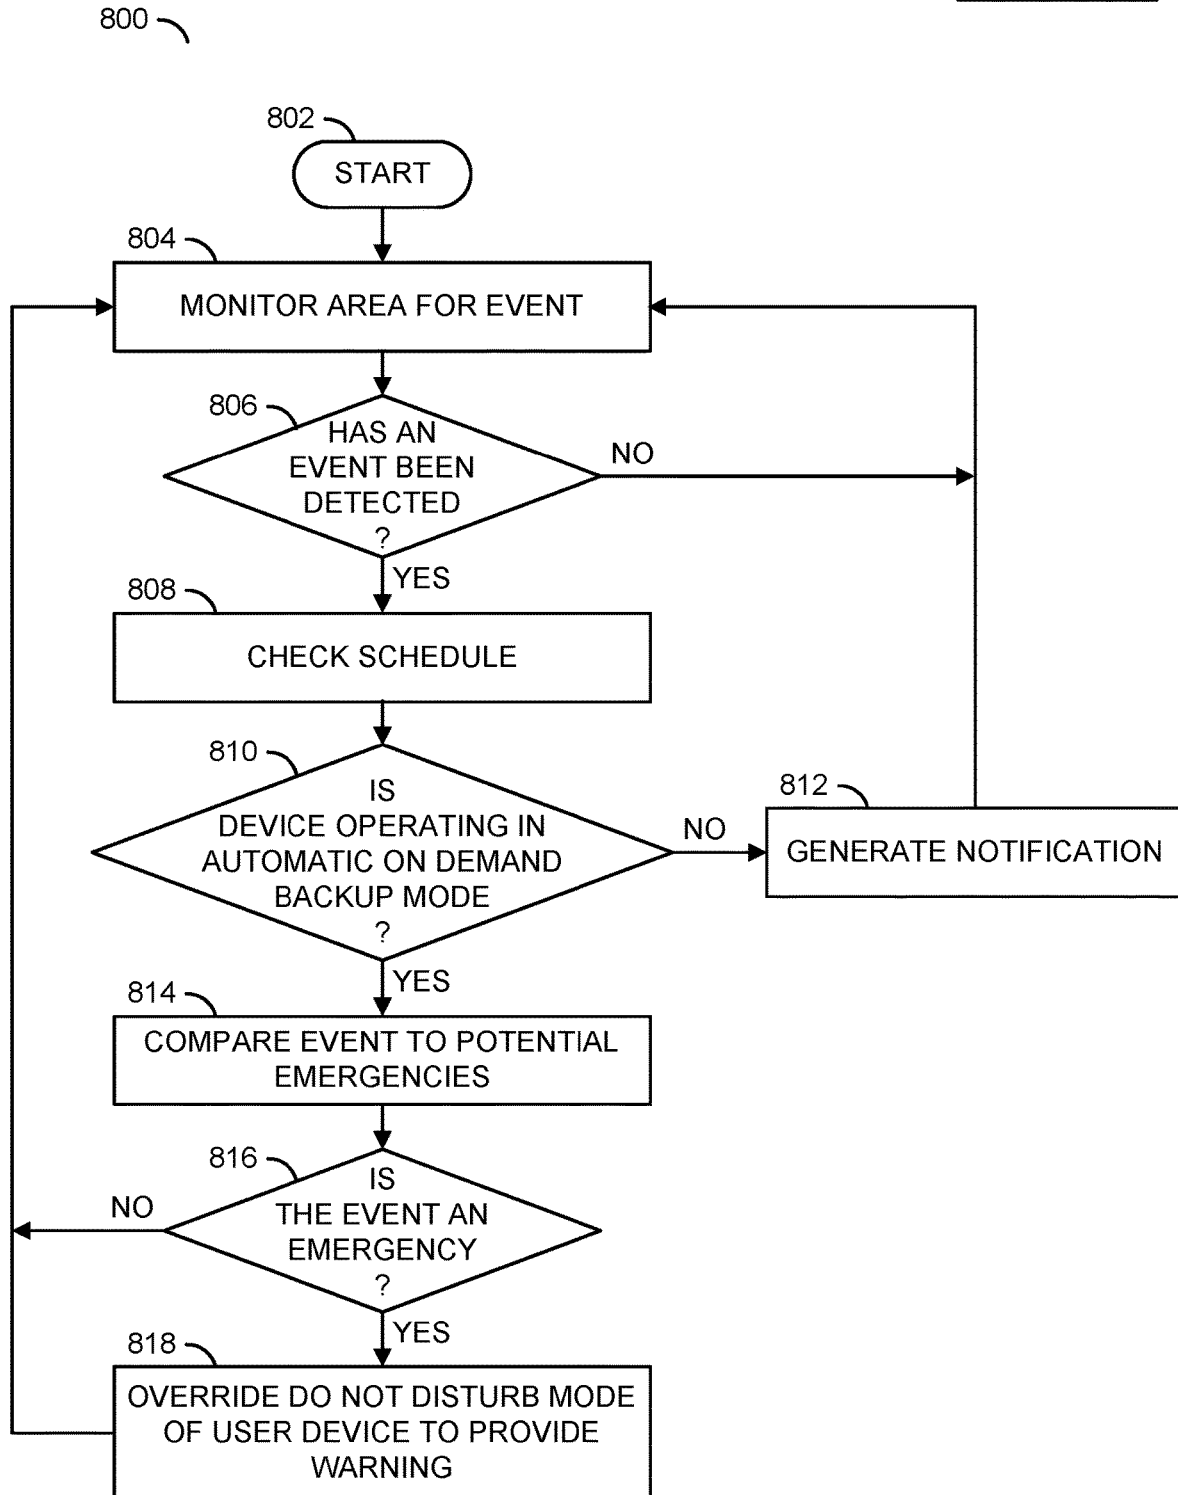 800
802
START
804
MONITOR AREA FOR EVENT
806
HAS AN
EVENT BEEN
DETECTED
?
NO
YES
808
CHECK SCHEDULE
810
IS
DEVICE OPERATING IN
AUTOMATIC ON DEMAND
BACKUP MODE
?
NO
812
GENERATE NOTIFICATION
YES
814
COMPARE EVENT TO POTENTIAL
EMERGENCIES
816
IS
THE EVENT AN
EMERGENCY
?
NO
YES
818
OVERRIDE DO NOT DISTURB MODE
OF USER DEVICE TO PROVIDE
WARNING